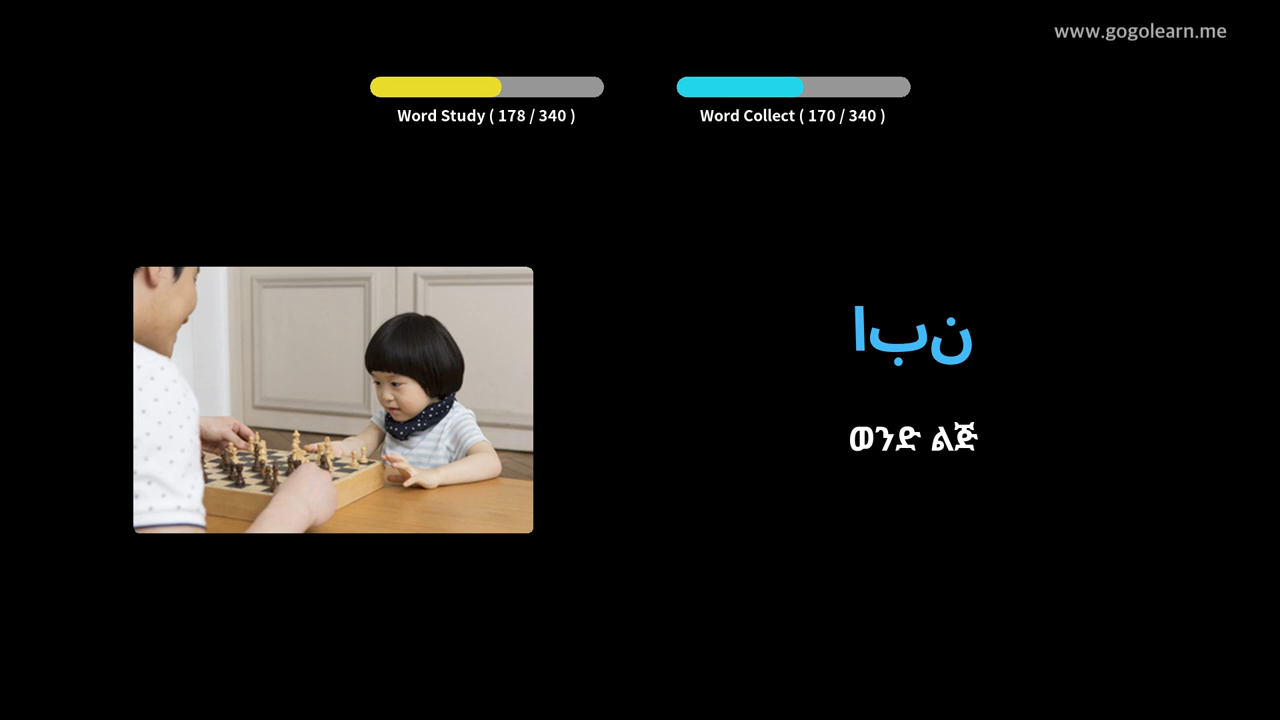 www.gogolearn.me
Word Study ( 178 / 340 )
Word Collect ( 170 / 340 )
ابن
ወንድ ልጅ